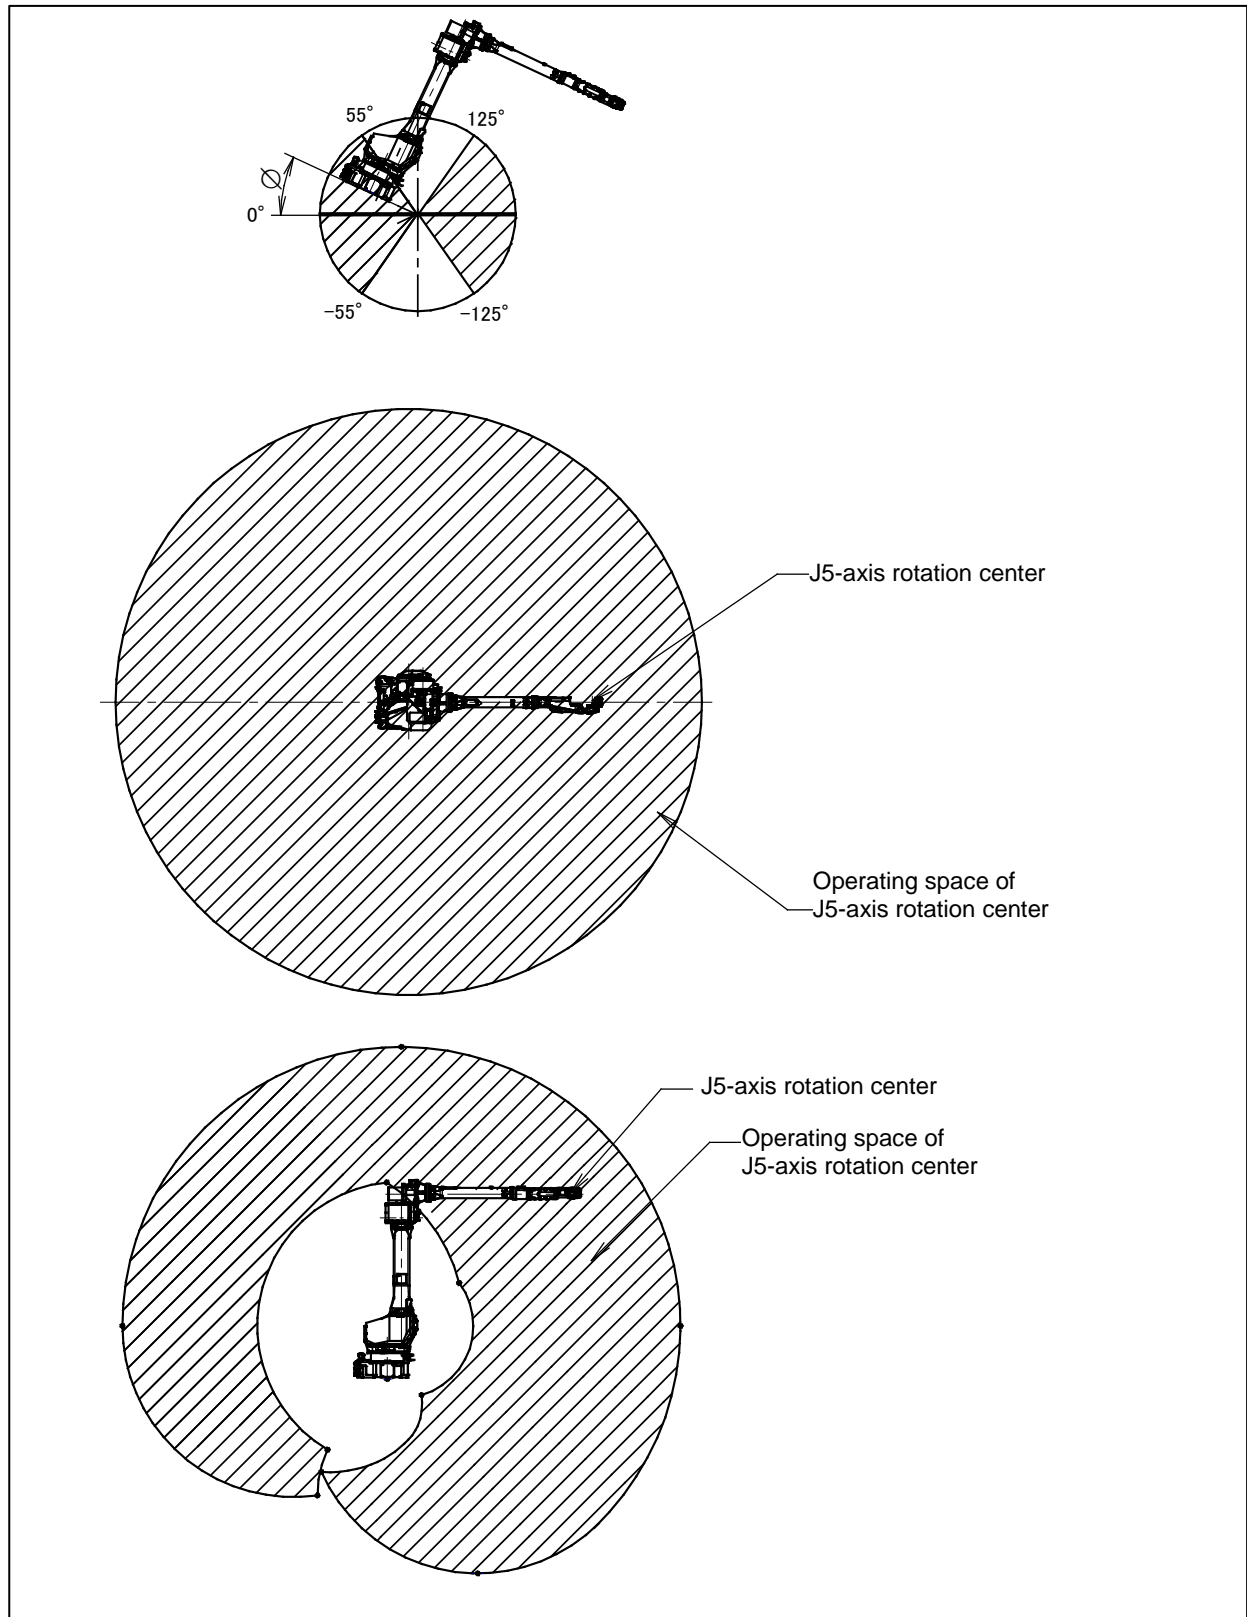 55°
125°
∅
0°
−55°
−125°
J5-axis rotation center
Operating space of
J5-axis rotation center
J5-axis rotation center
Operating space of
J5-axis rotation center